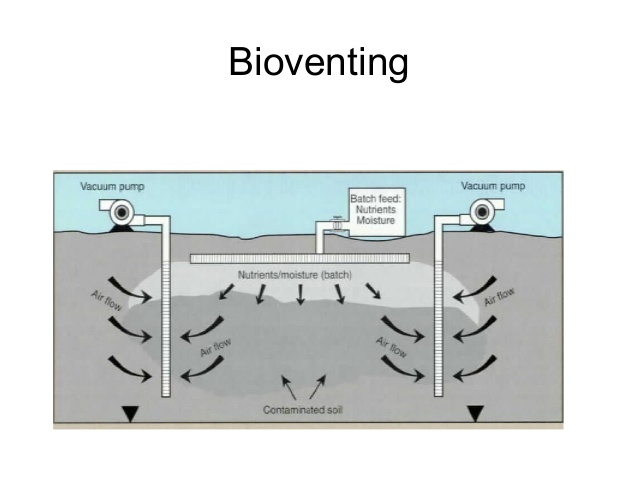 Bioventing
Vacuum pump
Batch feed:
Nutrients
Moisture
Vacuum pump
Nutrients/moisture (batch)
Air flow
Air flow
Air flow
Air flow
Contaminated soil